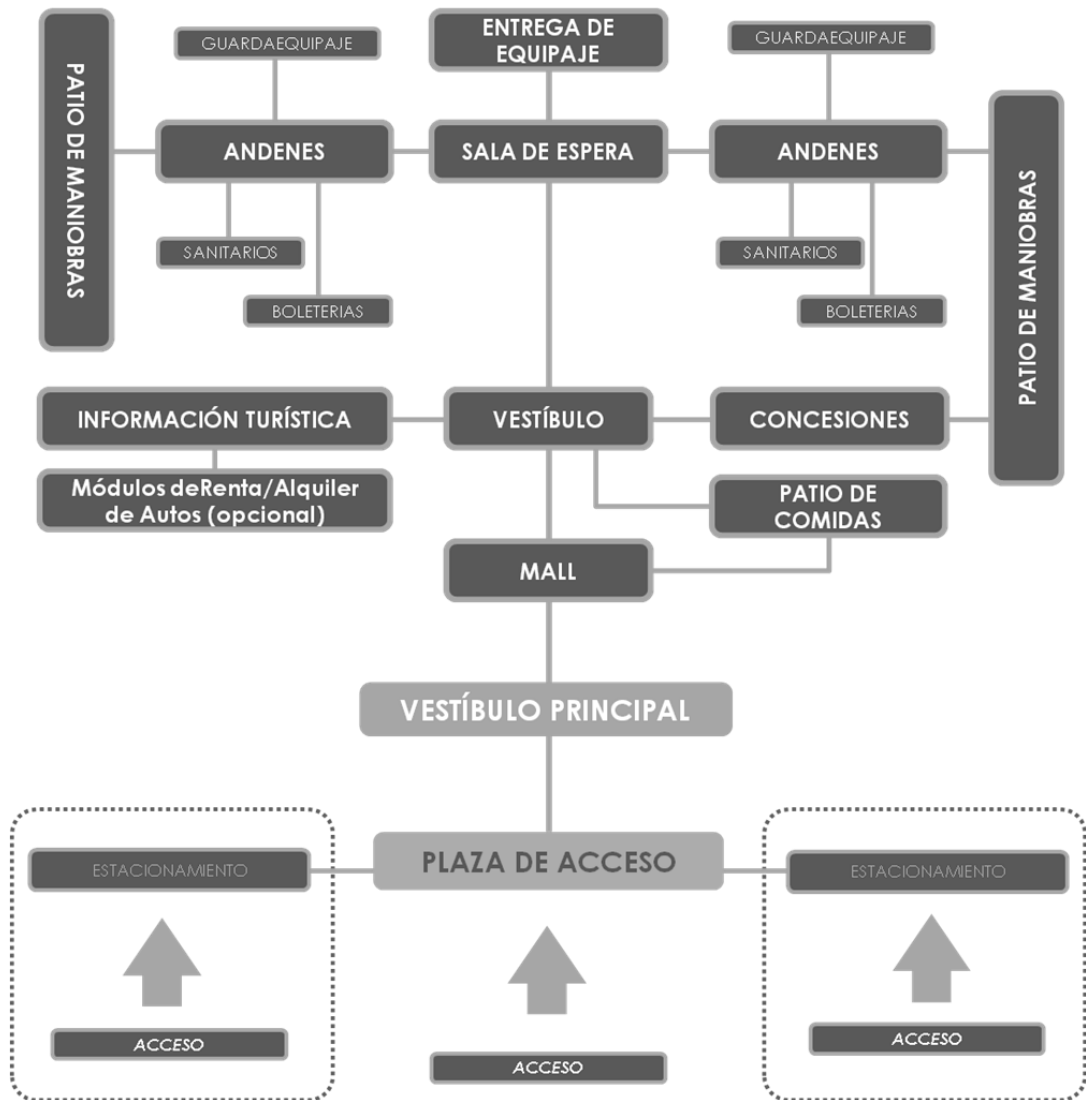 GUARDAEQUIPAJE
ENTREGA DE
EQUIPAJE
GUARDAEQUIPAJE
PATIO DE MANIOBRAS
ANDENES
SALA DE ESPERA
ANDENES
PATIO DE MANIOBRAS
SANITARIOS
SANITARIOS
BOLETERIAS
BOLETERIAS
INFORMACIÓN TURÍSTICA
VESTÍBULO
CONCESIONES
Módulos deRenta/Alquiler
de Autos (opcional)
PATIO DE
COMIDAS
MALL
VESTÍBULO PRINCIPAL
ESTACIONAMIENTO
PLAZA DE ACCESO
ESTACIONAMIENTO
ACCESO
ACCESO
ACCESO